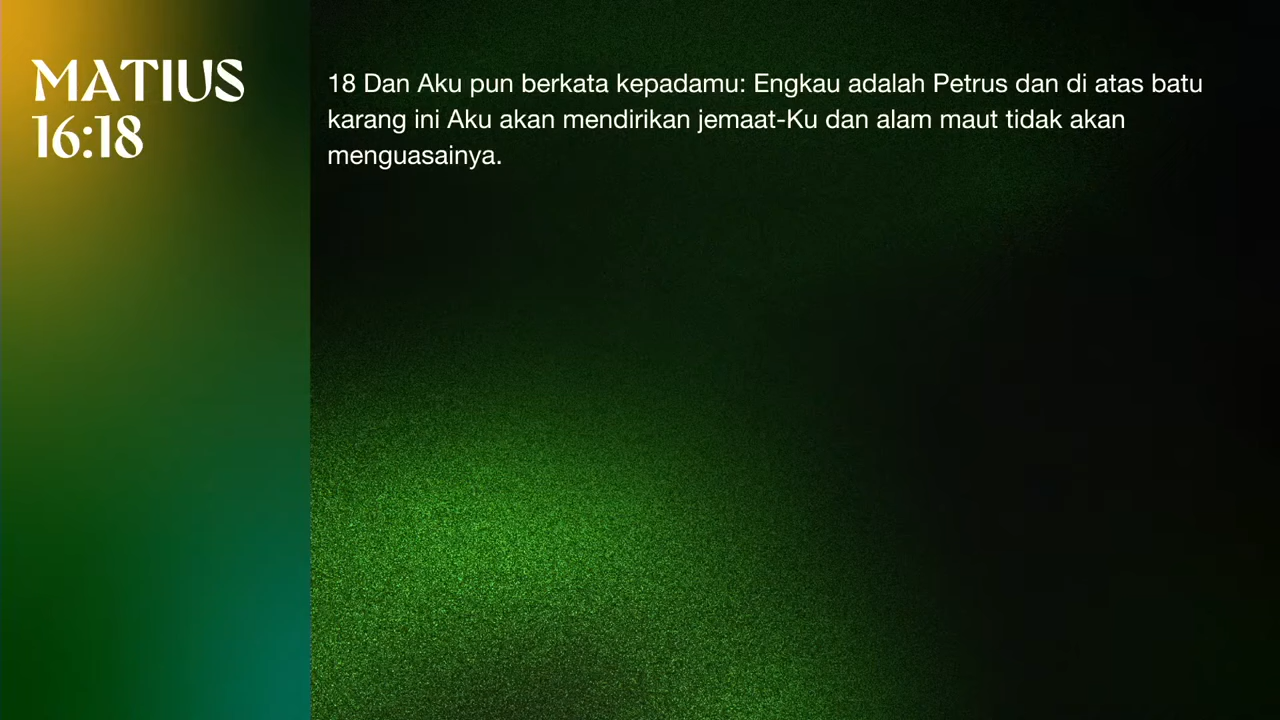 MATIUS
16:18
18 Dan Aku pun berkata kepadamu: Engkau adalah Petrus dan di atas batu
karang ini Aku akan mendirikan jemaat-Ku dan alam maut tidak akan
menguasainya.